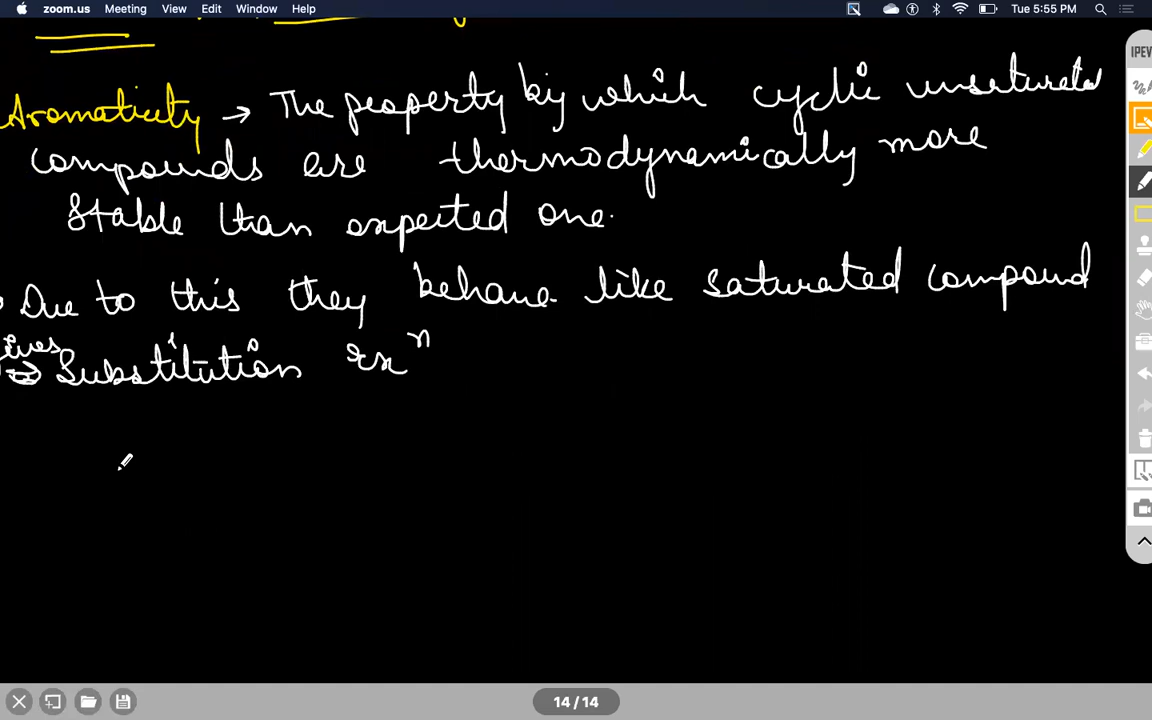 zoom.us Meeting View Edit Window Help Tue 5:55 PM
IPEV
Aromaticity → The property by which cyclic unsaturated
compounds are thermodynamically more
stable than expected one.
Due to this they behave like saturated compound
gives
→ Substitution rxⁿ
14 / 14